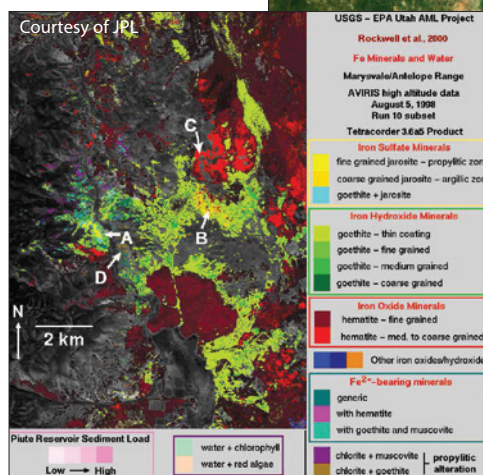 Courtesy of JPL
USGS - EPA Utah AML Project
Rockwell et al., 2000
Fe Minerals and Water
Marysvale/Antelope Range
AVIRIS high altitude data
August 5, 1998
Run 10 subset
Tetracorder 3.6a5 Product
Iron Sulfate Minerals
fine grained jarosite - propylitic zone
coarse grained jarosite - argillic zone
goethite + jarosite
Iron Hydroxide Minerals
goethite - thin coating
goethite - fine grained
goethite - medium grained
goethite - coarse grained
Iron Oxide Minerals
hematite - fine grained
hematite - med. to coarse grained
Other iron oxides/hydroxides
Fe²⁺-bearing minerals
generic
with hematite
with goethite and muscovite
chlorite + muscovite
chlorite + goethite
propylitic
alteration
C
A
B
D
N
2 km
Piute Reservoir Sediment Load
Low → High
water + chlorophyll
water + red algae